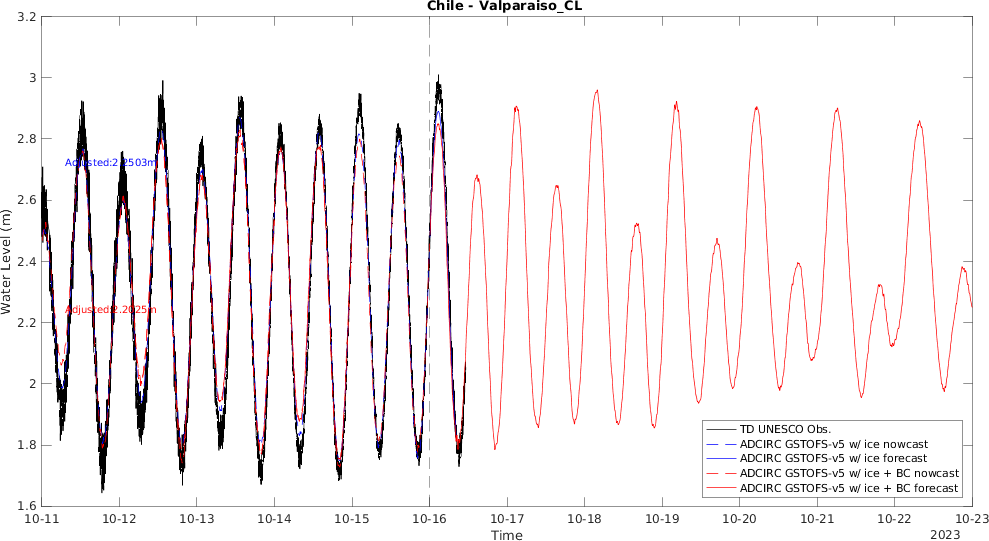 Chile - Valparaiso_CL
3.2
3
2.8
2.6
2.4
2.2
2
1.8
1.6
Water Level (m)
Adjusted:2.2503m
Adjusted:2.2025m
TD UNESCO Obs.
ADCIRC GSTOFS-v5 w/ ice nowcast
ADCIRC GSTOFS-v5 w/ ice forecast
ADCIRC GSTOFS-v5 w/ ice + BC nowcast
ADCIRC GSTOFS-v5 w/ ice + BC forecast
10-11 10-12 10-13 10-14 10-15 10-16 10-17 10-18 10-19 10-20 10-21 10-22 10-23
Time
2023